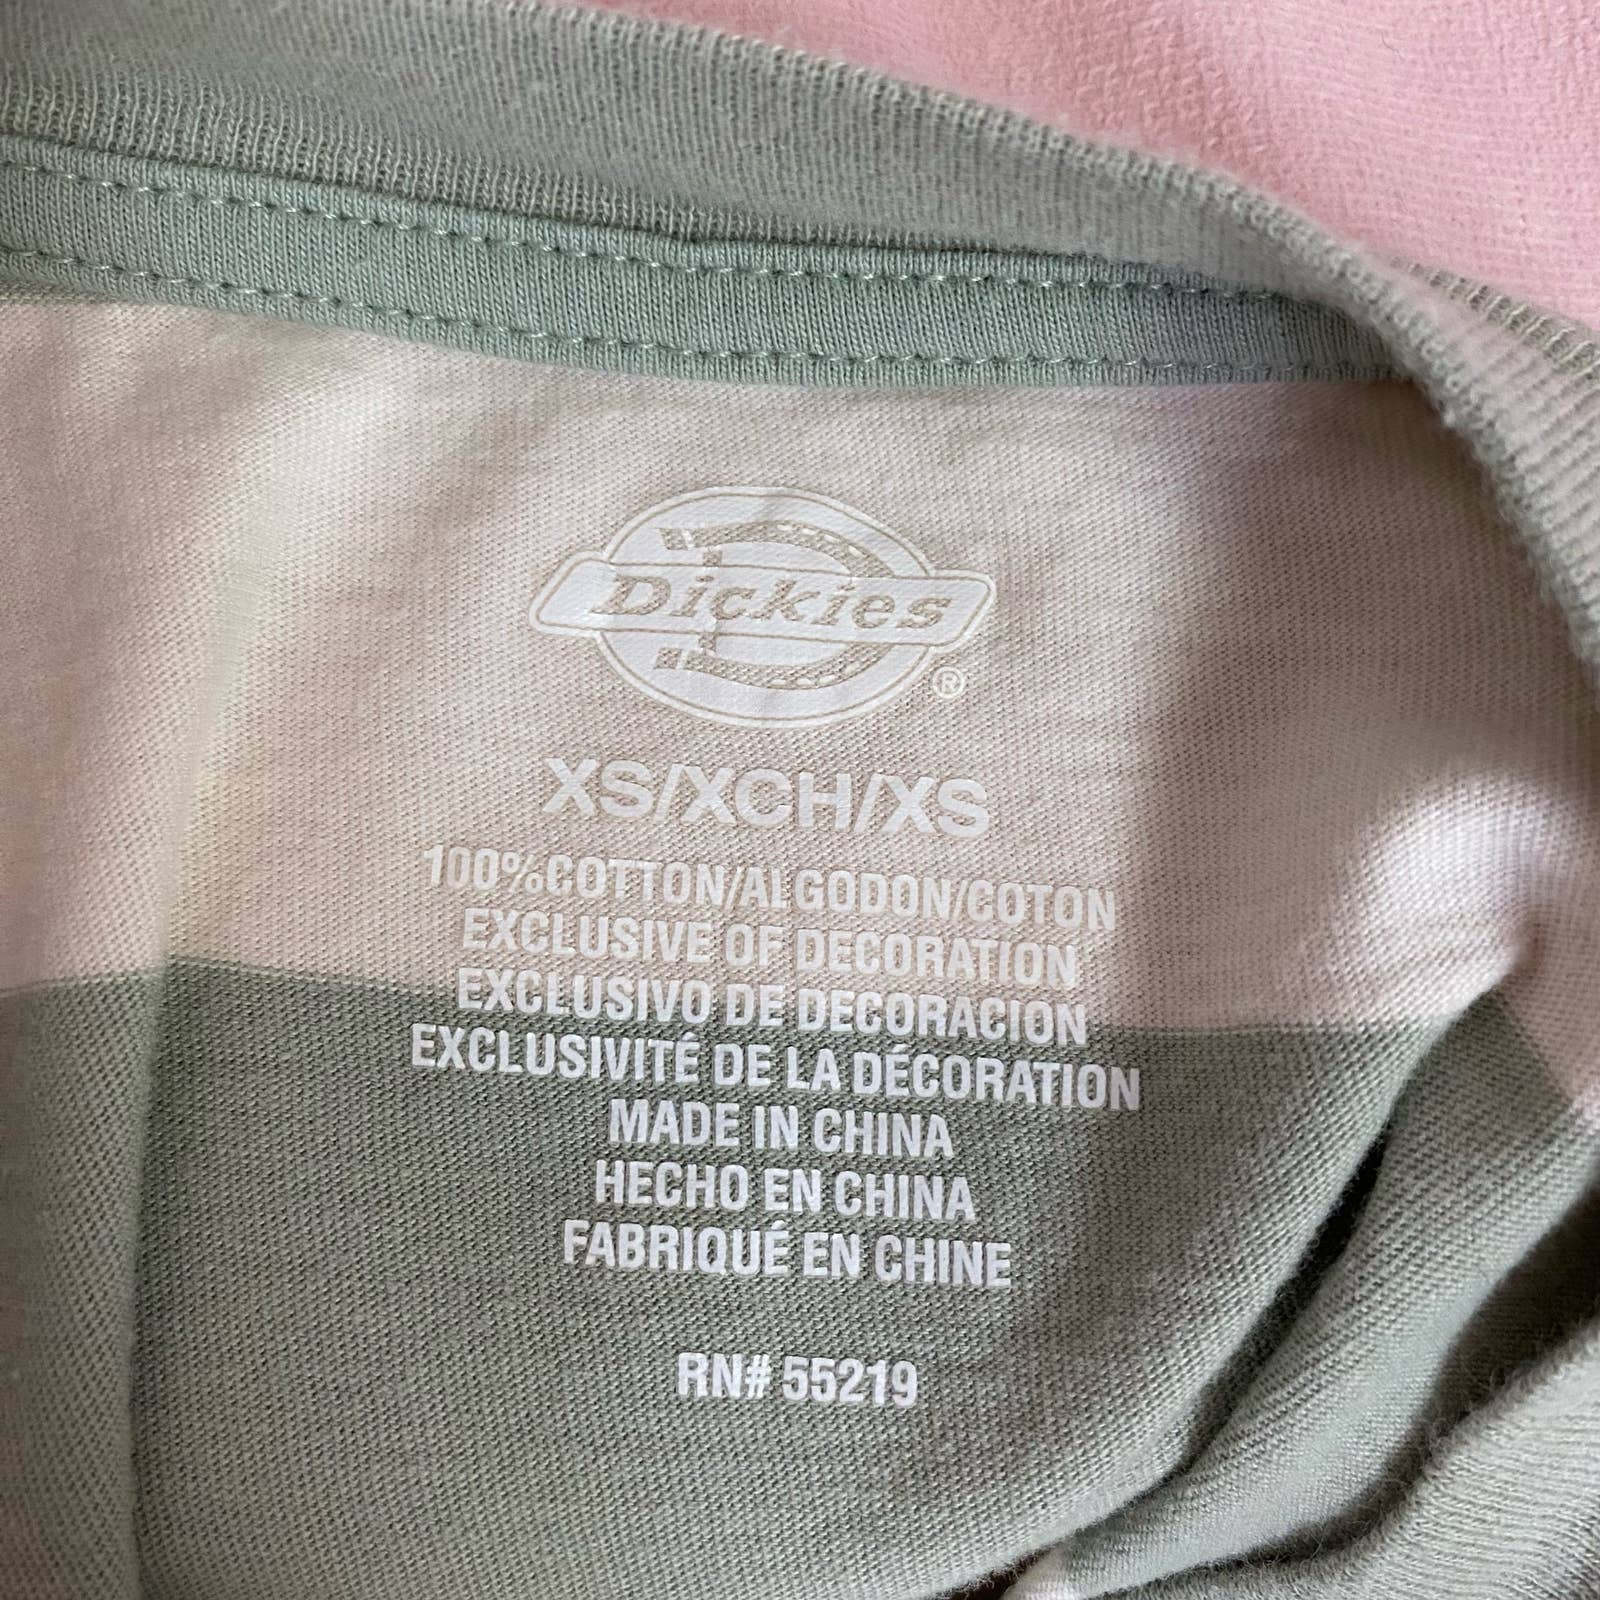 Dickies®
XS/XCH/XS
100%COTTON/ALGODON/COTON
EXCLUSIVE OF DECORATION
EXCLUSIVO DE DECORACION
EXCLUSIVITÉ DE LA DÉCORATION
MADE IN CHINA
HECHO EN CHINA
FABRIQUÉ EN CHINE
RN# 55219